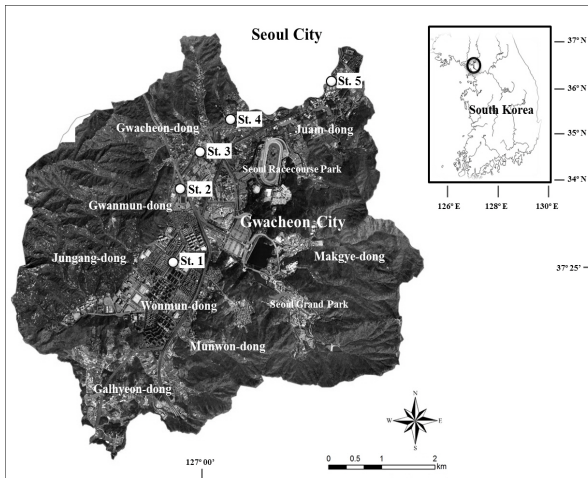 Seoul City
St. 5
St. 4
Gwacheon-dong
Juam-dong
St. 3
Seoul Racecourse Park
St. 2
Gwanmun-dong
Gwacheon City
Jungang-dong
Makgye-dong
St. 1
Wonmun-dong
Seoul Grand Park
Munwon-dong
Galhyeon-dong
37° N
36° N
South Korea
35° N
34° N
126° E
128° E
130° E
37° 25'
127° 00'
N
W
E
S
0 0.5 1 2
km